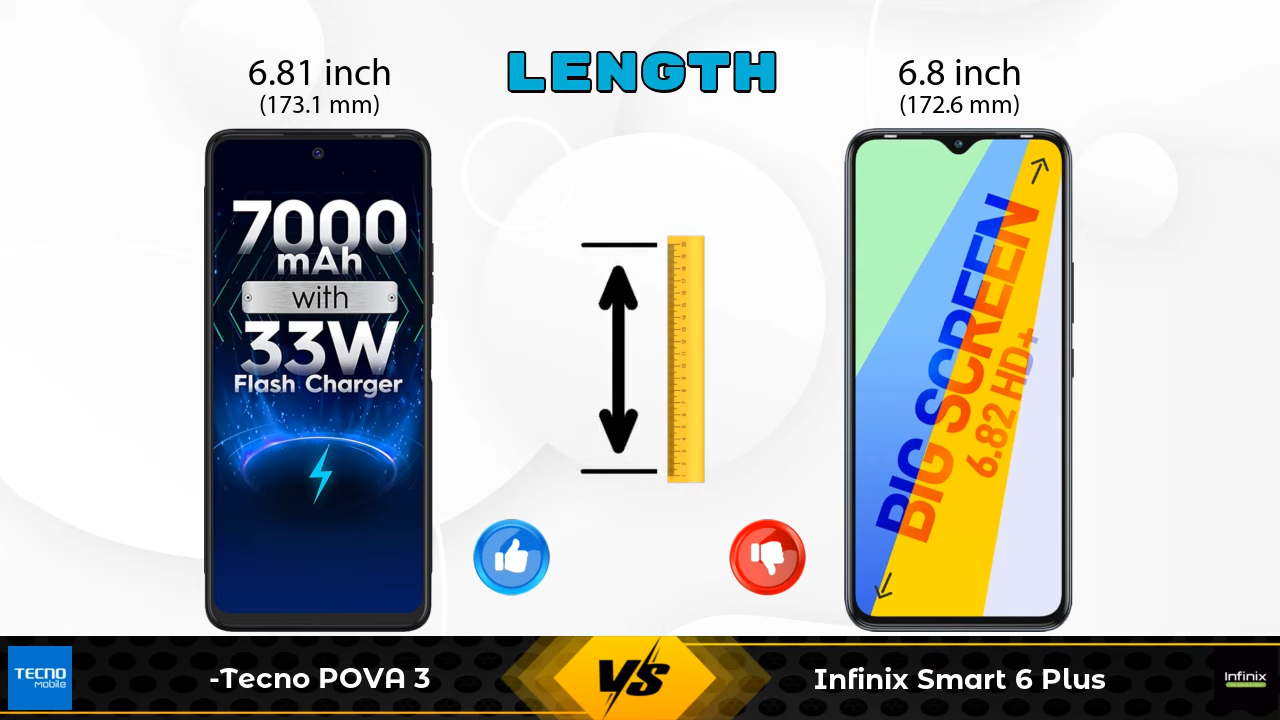 LENGTH
6.81 inch
(173.1 mm)
6.8 inch
(172.6 mm)
7000
mAh
with
33W
Flash Charger
BIG SCREEN
6.82 HD+
TECNO
mobile
-Tecno POVA 3
VS
Infinix Smart 6 Plus
Infinix